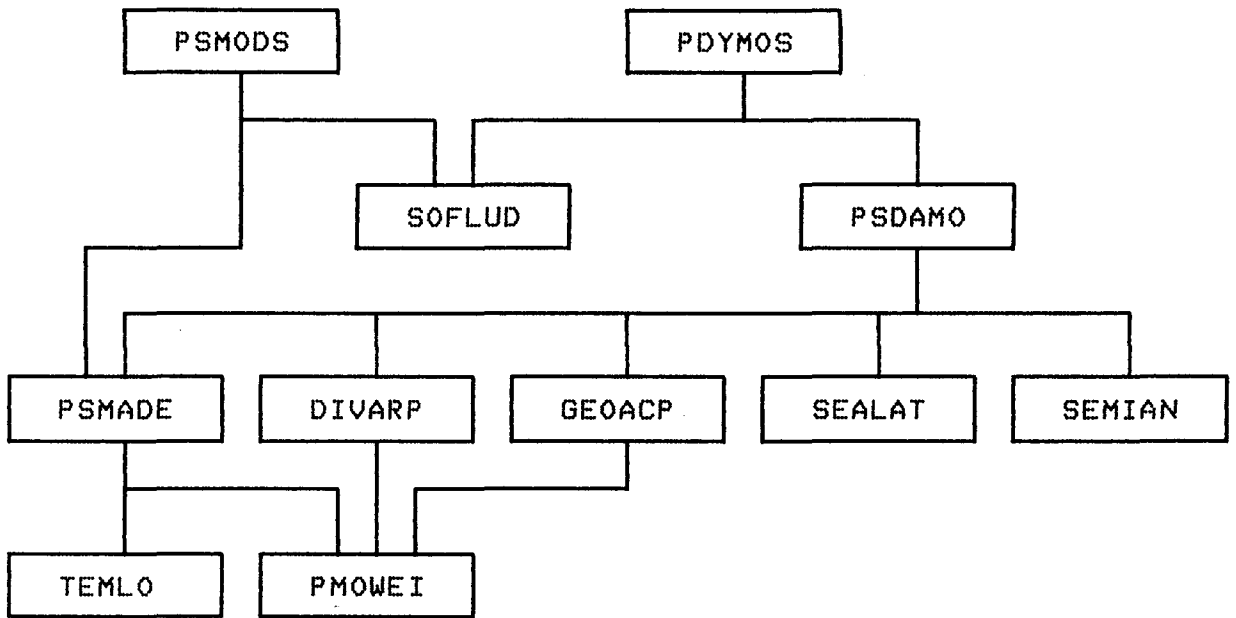 PSMODS
PDYMOS
SOFLUD
PSDAMO
PSMADE
DIVARP
GEOACP
SEALAT
SEMIAN
TEMLO
PMOWEI